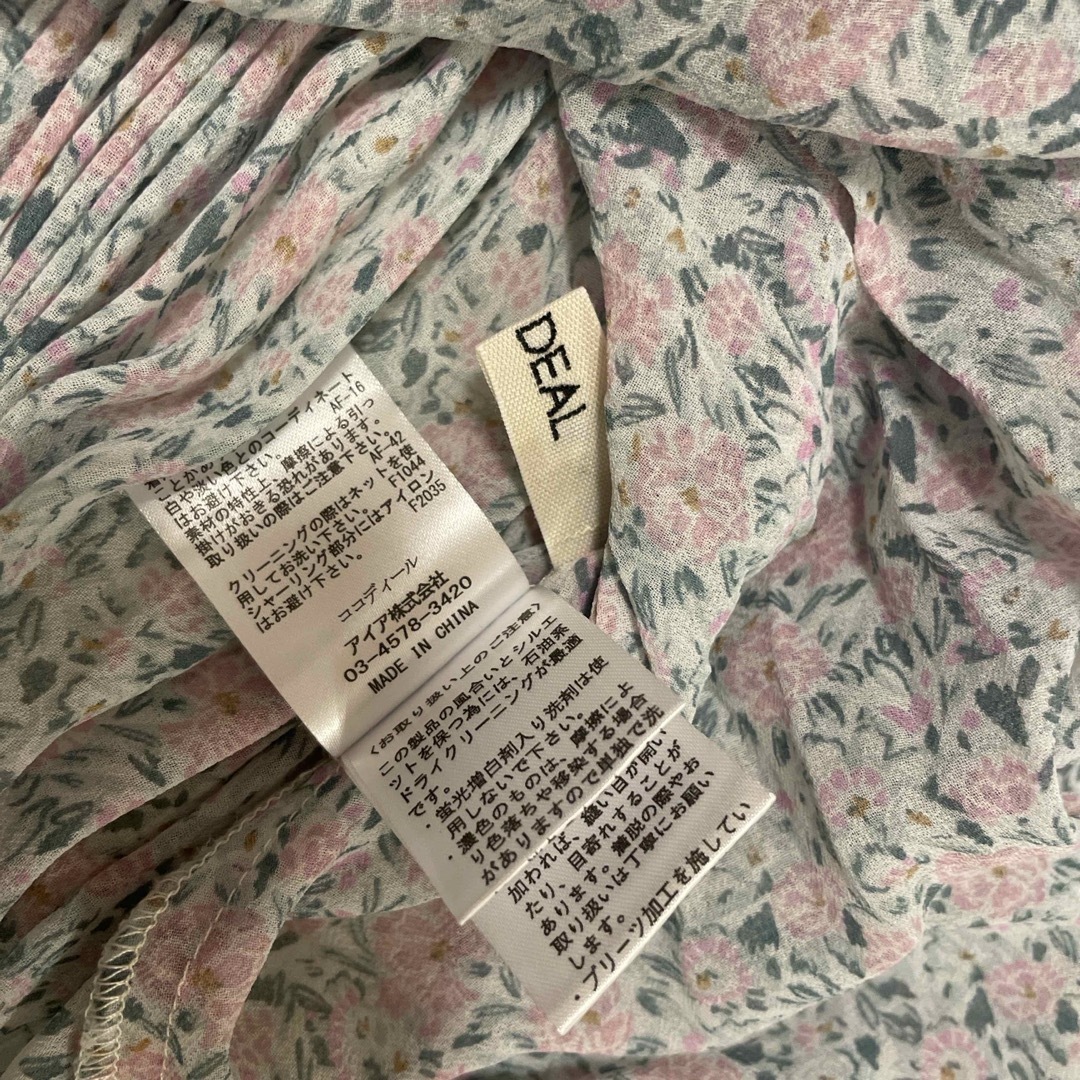 DEAL
白や淡い色とのコーディネート
はお避け下さい。 AF-16
素材の特性上、摩擦による引っ
掛けがおきる恐れがあります。
取り扱いの際はご注意下さい。
AF-42
クリーニングの際はネットを使
用してお洗い下さい。 F1044
・シャーリング部分にはアイロン
はお避け下さい。 F2035
ココディール
アイア株式会社
03-4578-3420
MADE IN CHINA
〈お取り扱い上のご注意〉
この製品の風合いとシルエ
ットを保つ為には、石油系
ドライクリーニングが最適
です。
・蛍光増白剤入り洗剤は使
用しないで下さい。
・濃色のものは、摩擦によ
り色落ちや移染する場合
がありますので単独で洗
加われば、縫い目が開い
たり、目寄れすることが
あります。着脱の際やお
取り扱いは丁寧にお願い
します。
・プリーツ加工を施してい